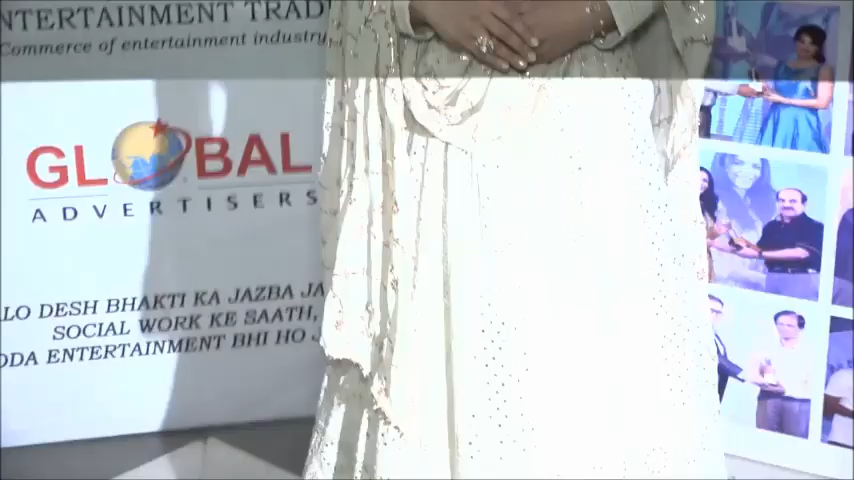 NTERTAINMENT TRAD
Commerce of Entertainment Industry
GLOBAL
ADVERTISERS
LO DESH BHAKTI KA JAZBA JA
SOCIAL WORK KE SAATH,
ODA ENTERTAINMENT BHI HO J